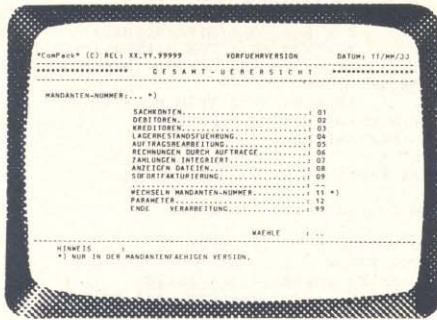 *ComPack* (C) REL: XX.YY.99999 VORFUEHRVERSION DATUM: TT/MM/JJ
****************** GESAMT-UEBERSICHT ******************
MANDANTEN-NUMMER:... *)
SACHKONTEN.......................: 01
DEBITOREN........................: 02
KREDITOREN.......................: 03
LAGERBESTANDSFUEHRUNG............: 04
AUFTRAGSBEARBEITUNG..............: 05
RECHNUNGEN DURCH AUFTRAEGE.......: 06
ZAHLUNGEN INTEGRIERT.............: 07
ANZEIGEN DATEIEN.................: 08
SOFORTFAKTURIERUNG...............: 09
.................................: --
WECHSELN MANDANTEN-NUMMER........: 11 *)
PARAMETER........................: 12
ENDE VERARBEITUNG................: 99
WAEHLE : ..
HINWEIS :
*) NUR IN DER MANDANTENFAEHIGEN VERSION.